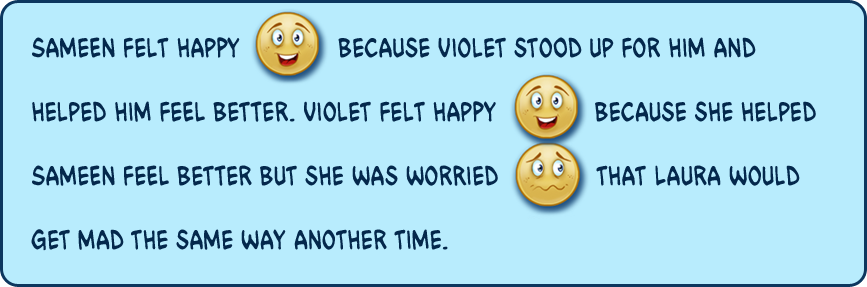 SAMEEN FELT HAPPY BECAUSE VIOLET STOOD UP FOR HIM AND
HELPED HIM FEEL BETTER. VIOLET FELT HAPPY BECAUSE SHE HELPED
SAMEEN FEEL BETTER BUT SHE WAS WORRIED THAT LAURA WOULD
GET MAD THE SAME WAY ANOTHER TIME.